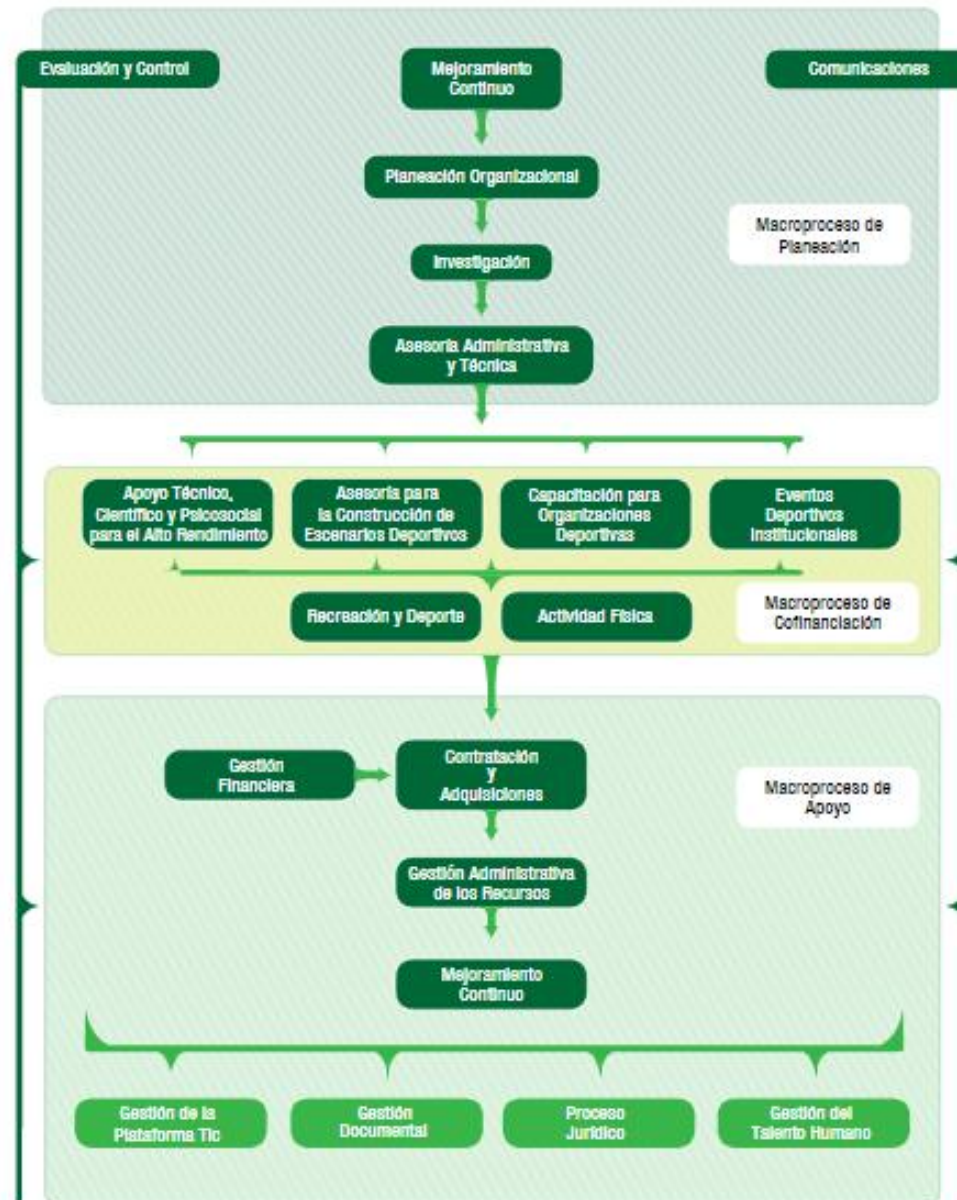 Evaluación y Control
Mejoramiento
Continuo
Comunicaciones
Planeación Organizacional
Macroproceso de
Planeación
Investigación
Asesoría Administrativa
y Técnica
Apoyo Técnico,
Científico y Psicosocial
para el Alto Rendimiento
Asesoría para
la Construcción de
Escenarios Deportivos
Capacitación para
Organizaciones
Deportivas
Eventos
Deportivos
Institucionales
Recreación y Deporte
Actividad Física
Macroproceso de
Cofinanciación
Gestión
Financiera
Contratación
y
Adquisiciones
Macroproceso de
Apoyo
Gestión Administrativa
de los Recursos
Mejoramiento
Continuo
Gestión de la
Plataforma Tic
Gestión
Documental
Proceso
Jurídico
Gestión del
Talento Humano